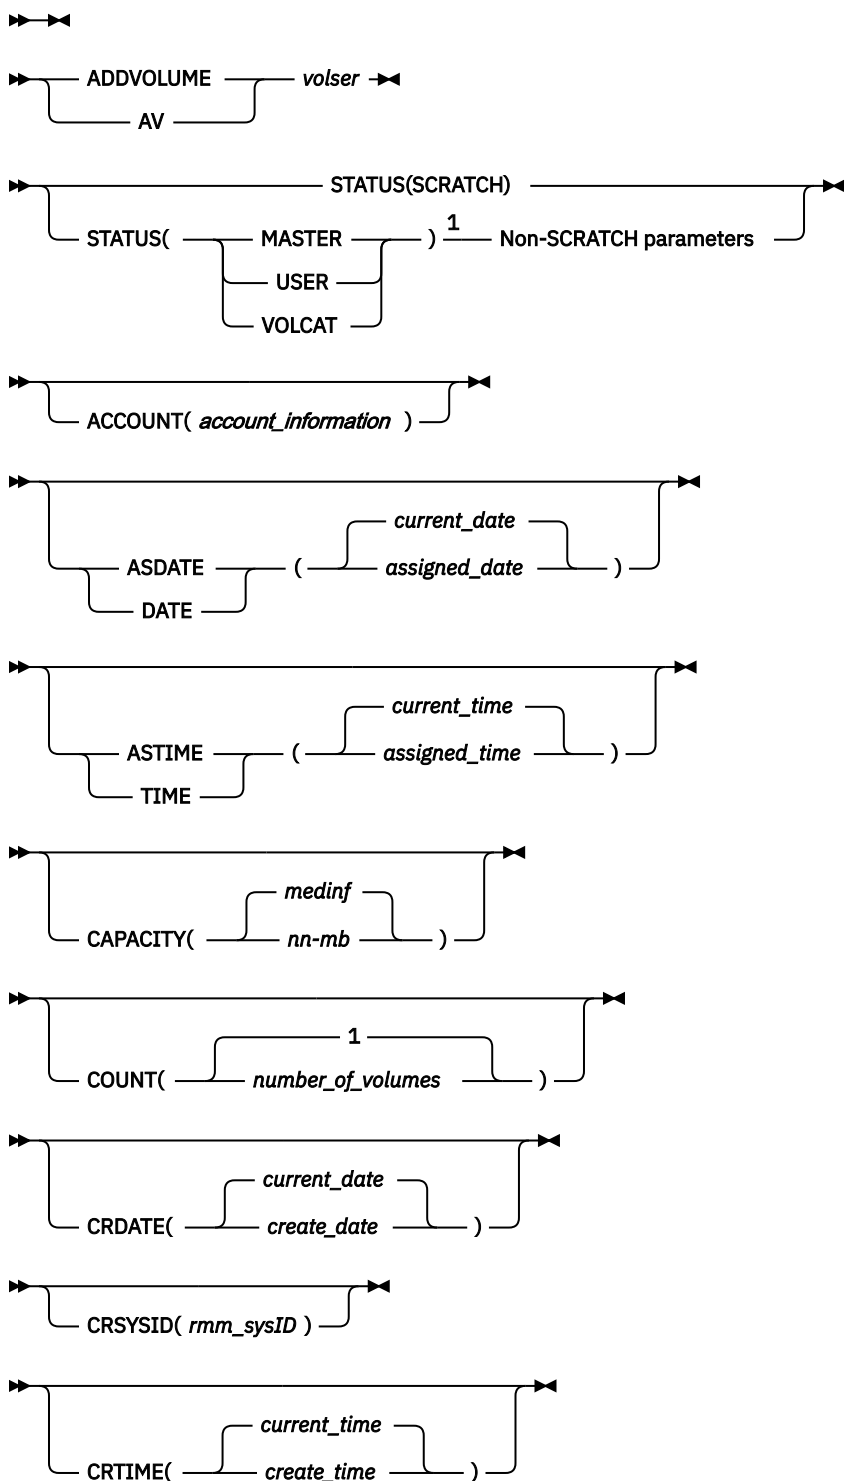 ADDVOLUME volser
AV
STATUS(SCRATCH)
STATUS( MASTER ) 1 Non-SCRATCH parameters
USER
VOLCAT
ACCOUNT( account_information )
current_date
ASDATE ( assigned_date )
DATE
current_time
ASTIME ( assigned_time )
TIME
medinf
CAPACITY( nn-mb )
1
COUNT( number_of_volumes )
current_date
CRDATE( create_date )
CRSYSID( rmm_sysID )
current_time
CRTIME( create_time )